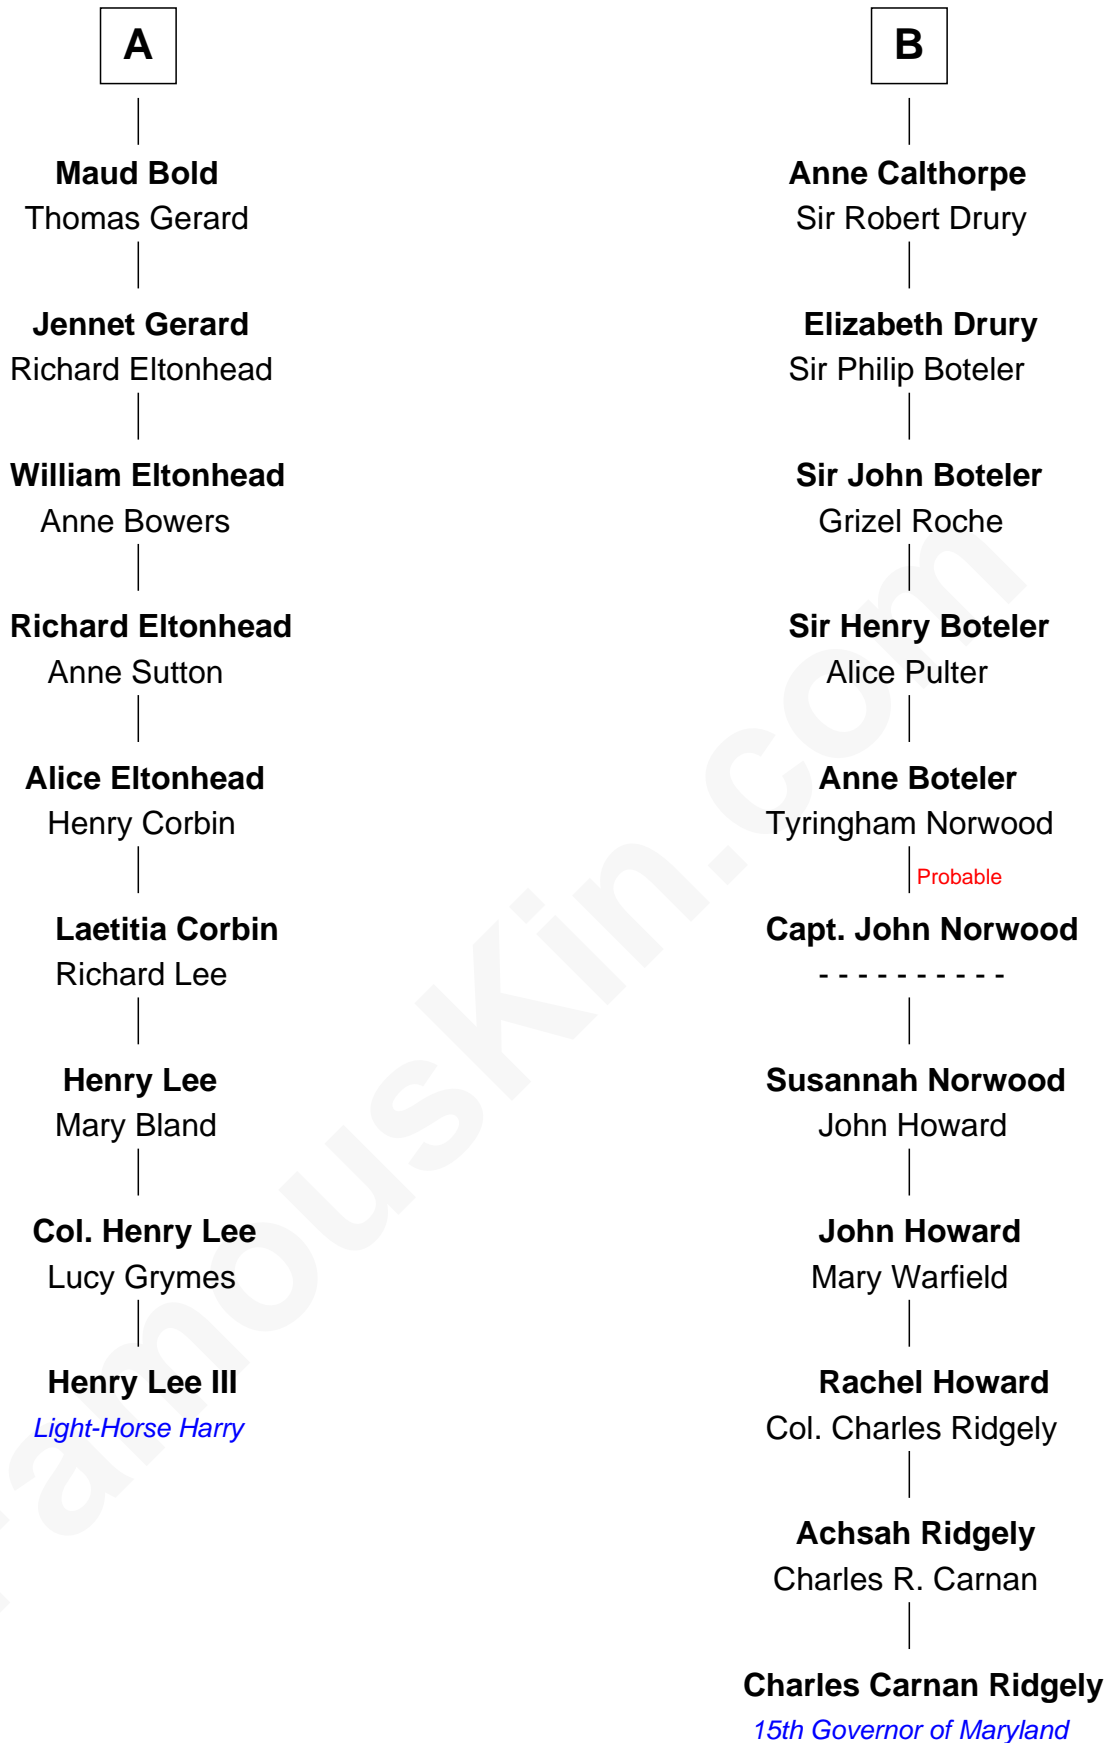 A
Maud Bold
Thomas Gerard
Jennet Gerard
Richard Eltonhead
William Eltonhead
Anne Bowers
Richard Eltonhead
Anne Sutton
Alice Eltonhead
Henry Corbin
Laetitia Corbin
Richard Lee
Henry Lee
Mary Bland
Col. Henry Lee
Lucy Grymes
Henry Lee III
Light-Horse Harry
B
Anne Calthorpe
Sir Robert Drury
Elizabeth Drury
Sir Philip Boteler
Sir John Boteler
Grizel Roche
Sir Henry Boteler
Alice Pulter
Anne Boteler
Tyringham Norwood
Probable
Capt. John Norwood
- - - - - - - - - -
Susannah Norwood
John Howard
John Howard
Mary Warfield
Rachel Howard
Col. Charles Ridgely
Achsah Ridgely
Charles R. Carnan
Charles Carnan Ridgely
15th Governor of Maryland
FamousKin.com